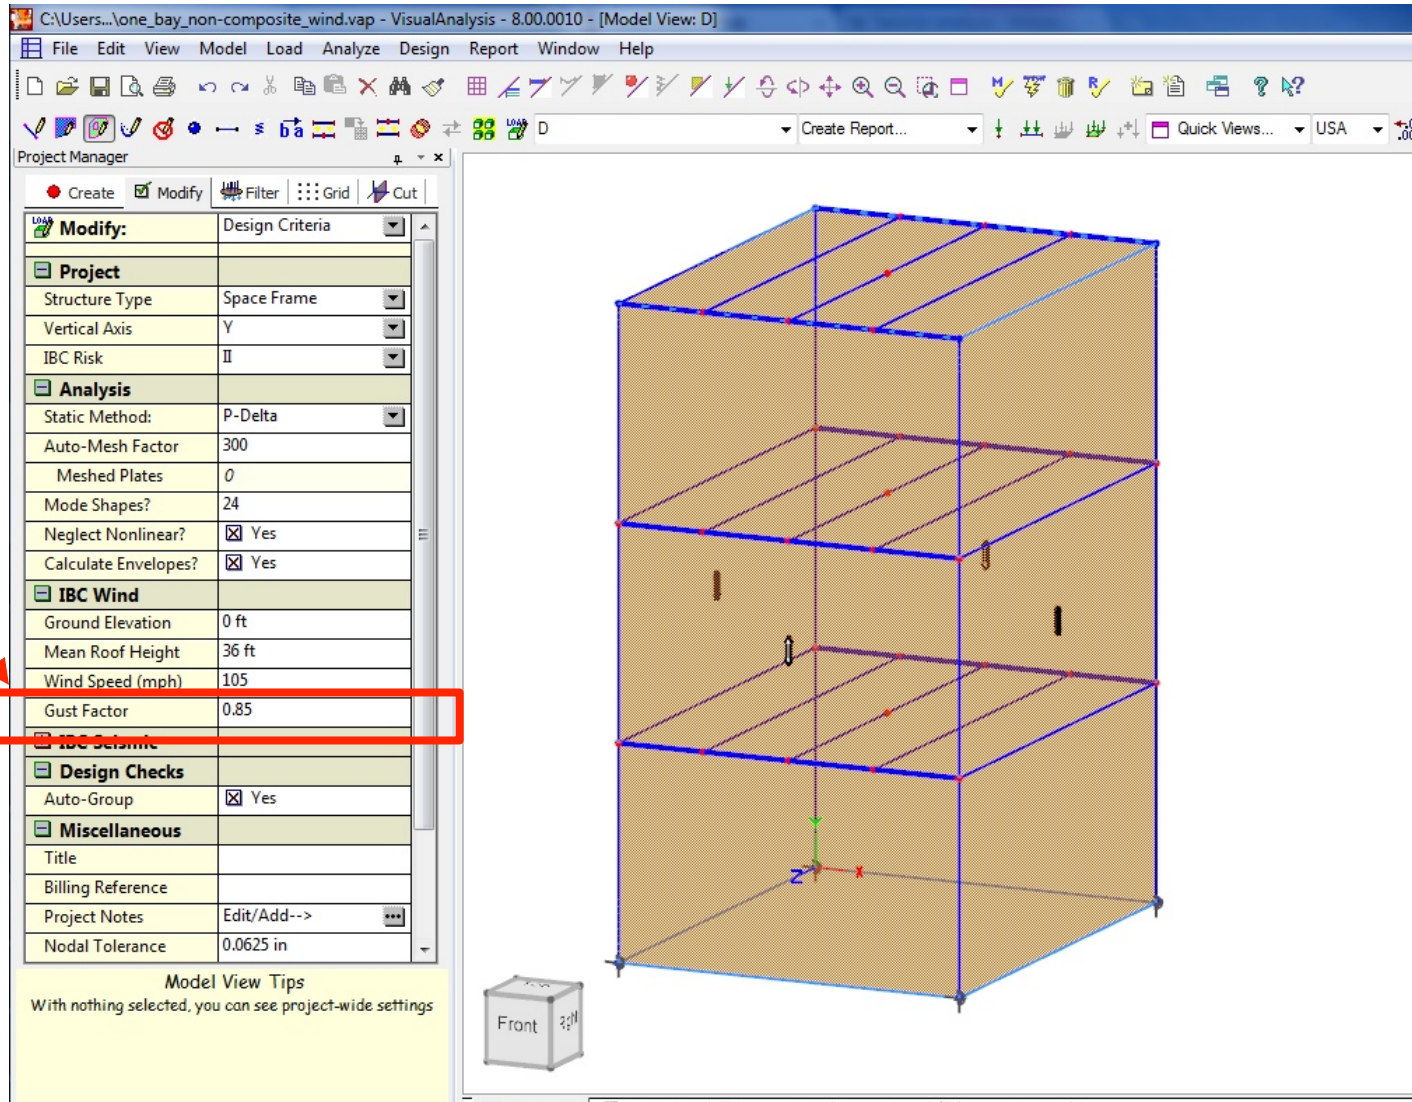 C:\Users...\one_bay_non-composite_wind.vap - VisualAnalysis - 8.00.0010 - [Model View: D]
File Edit View Model Load Analyze Design Report Window Help
D Create Report... Quick Views... USA
Project Manager
Create Modify Filter Grid Cut
Modify: Design Criteria
Project
Structure Type Space Frame
Vertical Axis Y
IBC Risk II
Analysis
Static Method: P-Delta
Auto-Mesh Factor 300
Meshed Plates 0
Mode Shapes? 24
Neglect Nonlinear? Yes
Calculate Envelopes? Yes
IBC Wind
Ground Elevation 0 ft
Mean Roof Height 36 ft
Wind Speed (mph) 105
Gust Factor 0.85
IBC Seismic
Design Checks
Auto-Group Yes
Miscellaneous
Title
Billing Reference
Project Notes Edit/Add-->
Nodal Tolerance 0.0625 in
Model View Tips
With nothing selected, you can see project-wide settings
Y
Z X
Top
Front Right